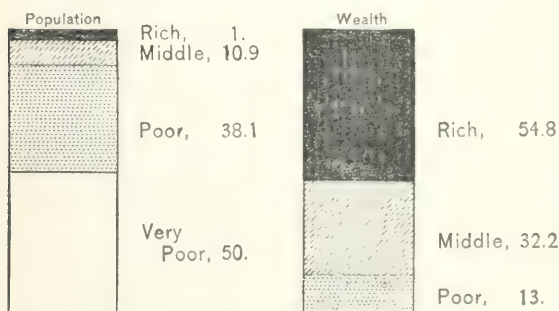 Population
Rich, 1.
Middle, 10.9
Poor, 38.1
Very
Poor, 50.
Wealth
Rich, 54.8
Middle, 32.2
Poor, 13.